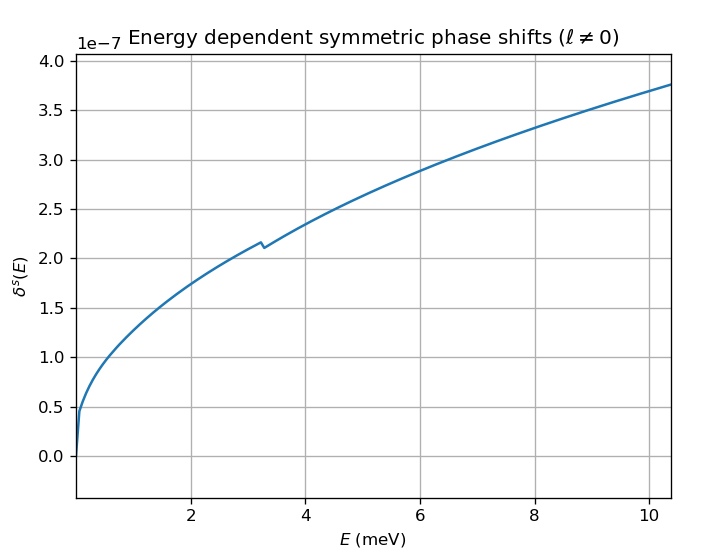 Energy dependent symmetric phase shifts (ℓ ≠ 0)
1e−7
4.0
3.5
3.0
2.5
2.0
1.5
1.0
0.5
0.0
δˢ(E)
2 4 6 8 10
E (meV)